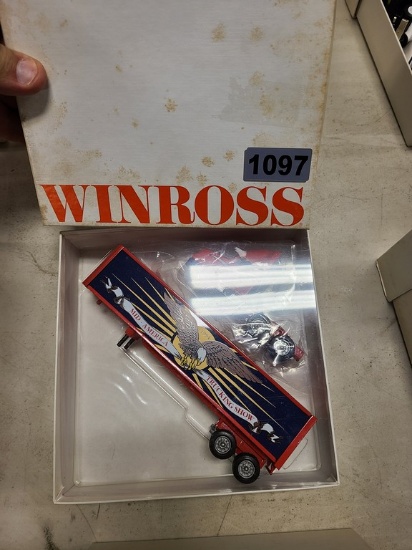 1097
WINROSS
MID-AMERICA
TRUCKING SHOW